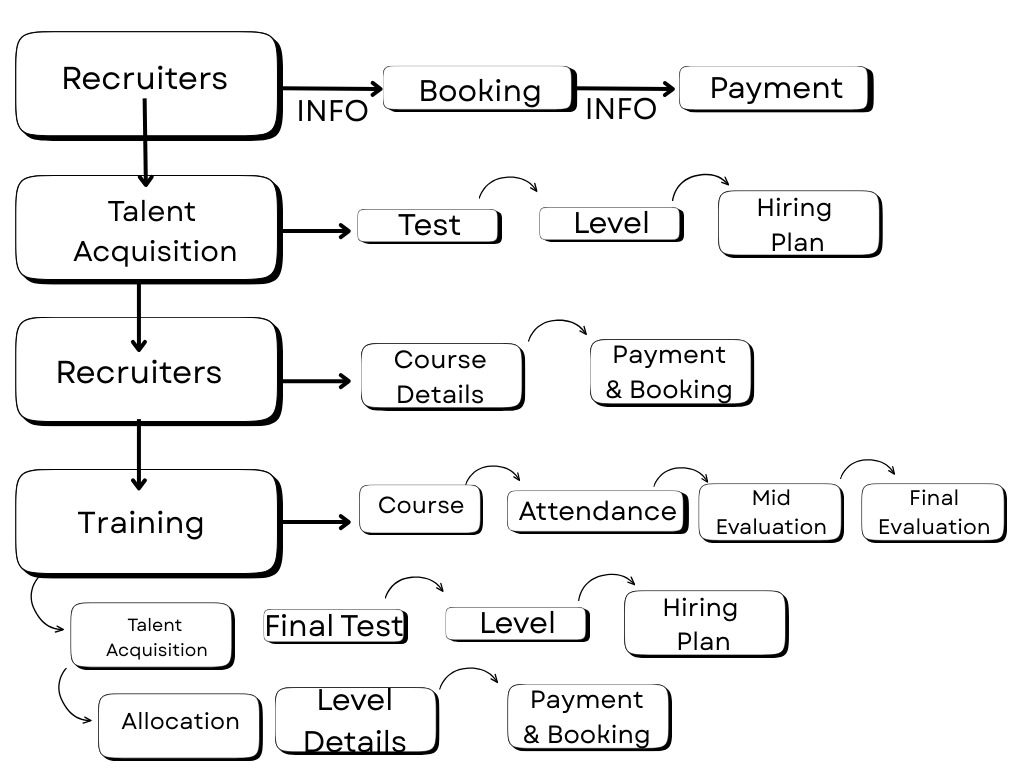 Recruiters
INFO
Booking
INFO
Payment
Talent
Acquisition
Test
Level
Hiring
Plan
Recruiters
Course
Details
Payment
& Booking
Training
Course
Attendance
Mid
Evaluation
Final
Evaluation
Talent
Acquisition
Final Test
Level
Hiring
Plan
Allocation
Level
Details
Payment
& Booking